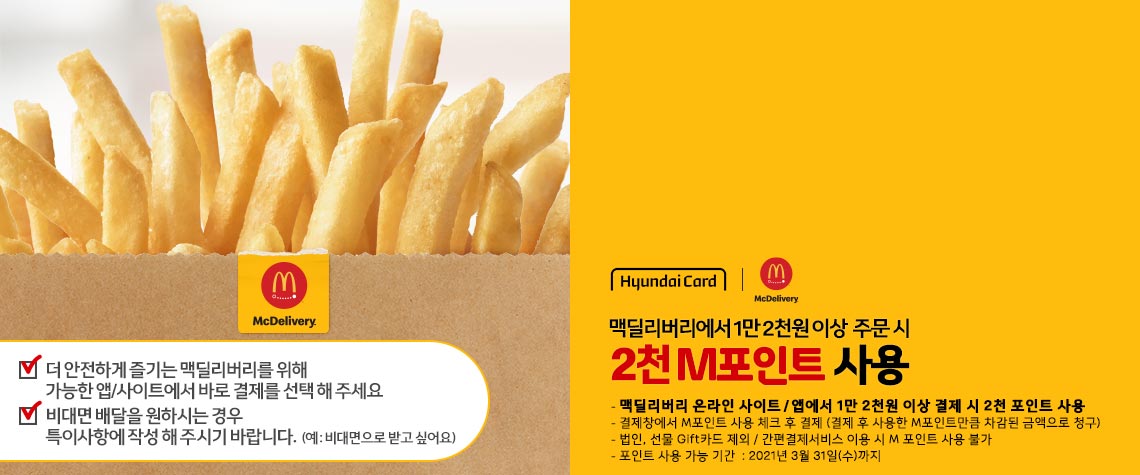 McDelivery
더 안전하게 즐기는 맥딜리버리를 위해
가능한 앱/사이트에서 바로 결제를 선택 해 주세요
비대면 배달을 원하시는 경우
특이사항에 작성 해 주시기 바랍니다. (예: 비대면으로 받고 싶어요)
Hyundai Card
McDelivery
맥딜리버리에서 1만 2천원 이상 주문 시
2천 M포인트 사용
- 맥딜리버리 온라인 사이트 / 앱에서 1만 2천원 이상 결제 시 2천 포인트 사용
- 결제창에서 M포인트 사용 체크 후 결제 (결제 후 사용한 M포인트만큼 차감된 금액으로 청구)
- 법인, 선물 Gift카드 제외 / 간편결제서비스 이용 시 M 포인트 사용 불가
- 포인트 사용 가능 기간 : 2021년 3월 31일(수)까지